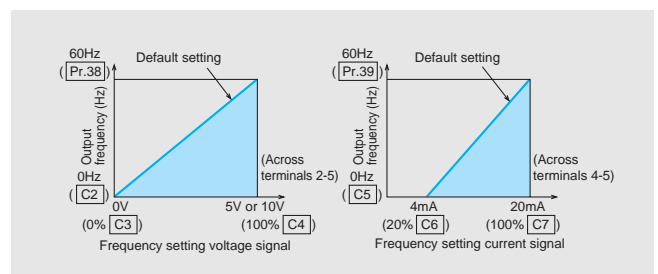 60Hz
(Pr.38)
Default setting
Output
frequency (Hz)
0Hz
(C2)
0V
5V or 10V
(Across
terminals 2-5)
(0% C3)
(100% C4)
Frequency setting voltage signal
60Hz
(Pr.39)
Default setting
Output
frequency (Hz)
0Hz
(C5)
4mA
20mA
(Across
terminals 4-5)
(20% C6)
(100% C7)
Frequency setting current signal